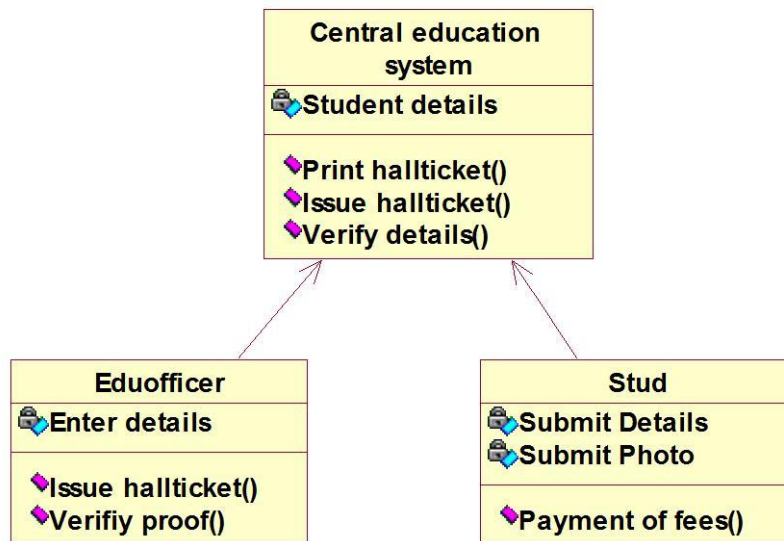 Central education
system
Student details
Print hallticket()
Issue hallticket()
Verify details()
Eduofficer
Enter details
Issue hallticket()
Verifiy proof()
Stud
Submit Details
Submit Photo
Payment of fees()